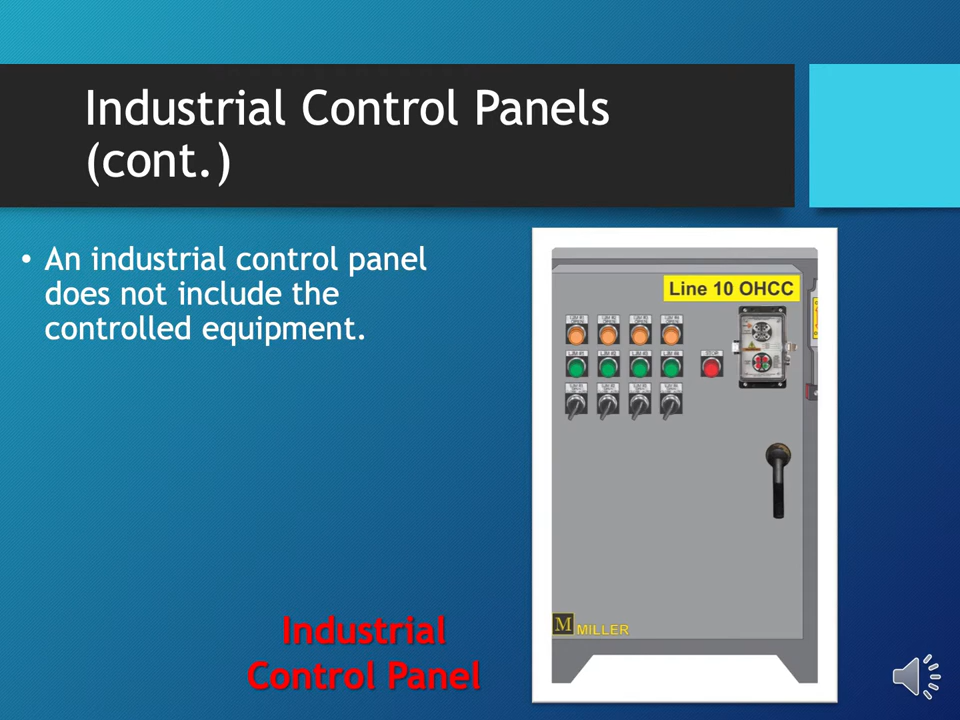 Industrial Control Panels
(cont.)
• An industrial control panel
does not include the
controlled equipment.
Line 10 OHCC
M MILLER
Industrial
Control Panel